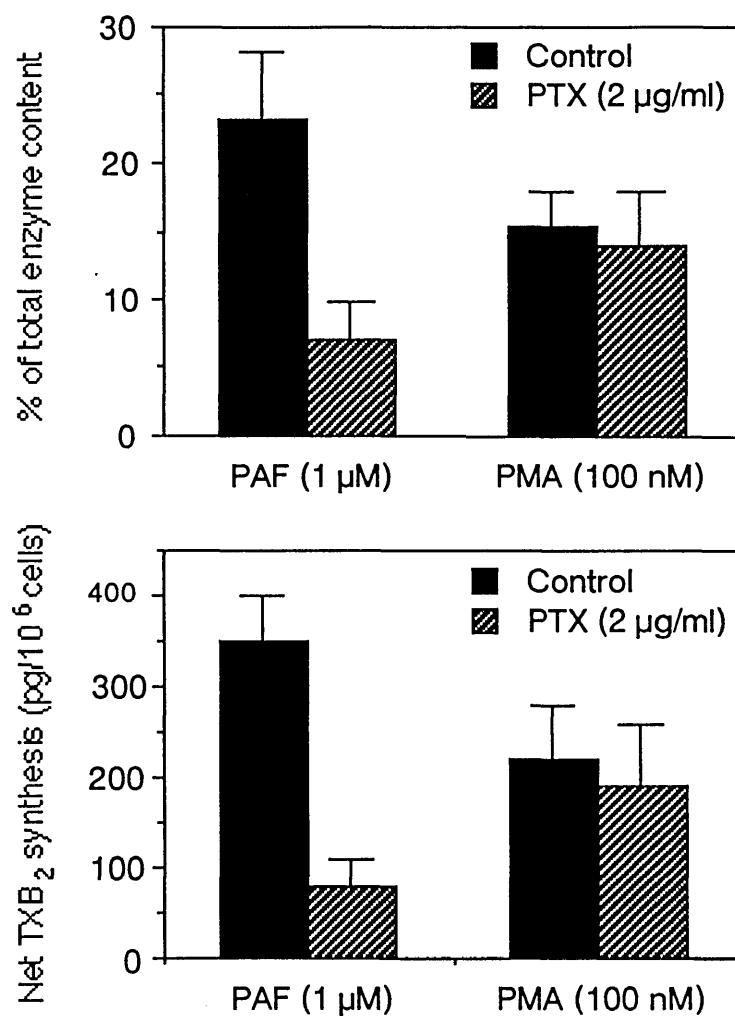 % of total enzyme content
30
20
10
0
Control
PTX (2 µg/ml)
PAF (1 µM) PMA (100 nM)
Net TXB₂ synthesis (pg/10⁶ cells)
400
300
200
100
0
Control
PTX (2 µg/ml)
PAF (1 µM) PMA (100 nM)